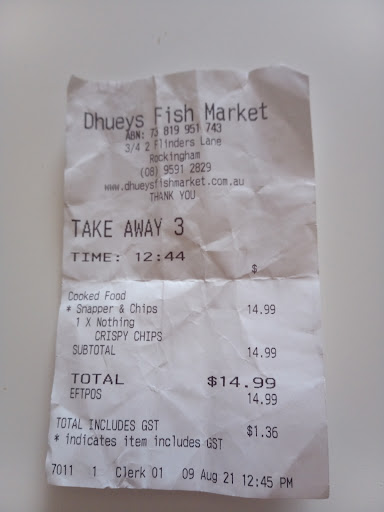 Dhueys Fish Market
ABN: 73 819 951 743
3/4 2 Flinders Lane
Rockingham
(08) 9591 2829
www.dhueysfishmarket.com.au
THANK YOU
TAKE AWAY 3
TIME: 12:44
$
Cooked Food
* Snapper & Chips 14.99
1 X Nothing
CRISPY CHIPS
SUBTOTAL 14.99
TOTAL $14.99
EFTPOS 14.99
TOTAL INCLUDES GST $1.36
* indicates item includes GST
7011 1 Clerk 01 09 Aug 21 12:45 PM